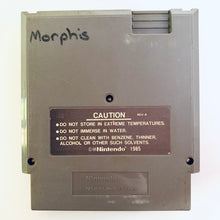 Morphis
CAUTION
REV-A
● DO NOT STORE IN EXTREME TEMPERATURES.
● DO NOT IMMERSE IN WATER.
● DO NOT CLEAN WITH BENZENE, THINNER,
ALCOHOL OR OTHER SUCH SOLVENTS.
©Nintendo 1985
Nintendo